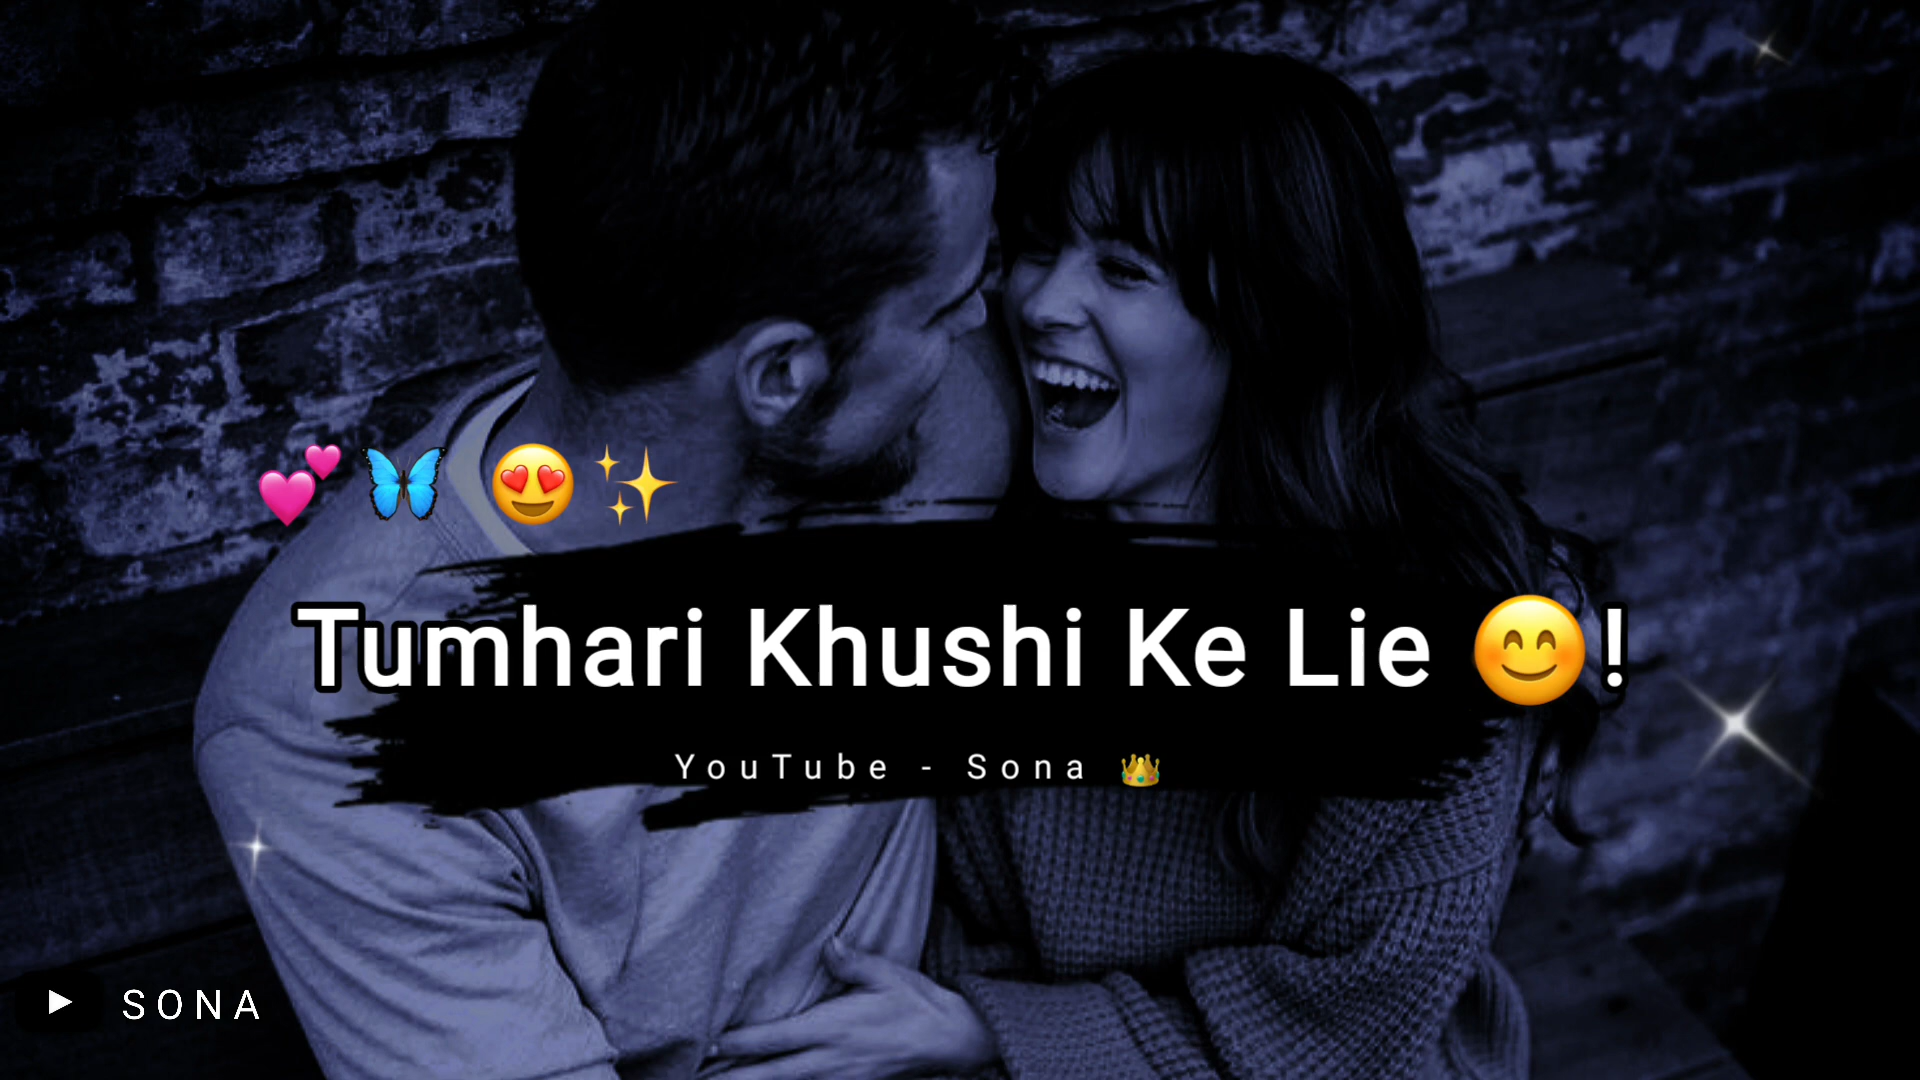 💕🦋 😍✨
Tumhari Khushi Ke Lie 😊!
YouTube - Sona 👑
SONA